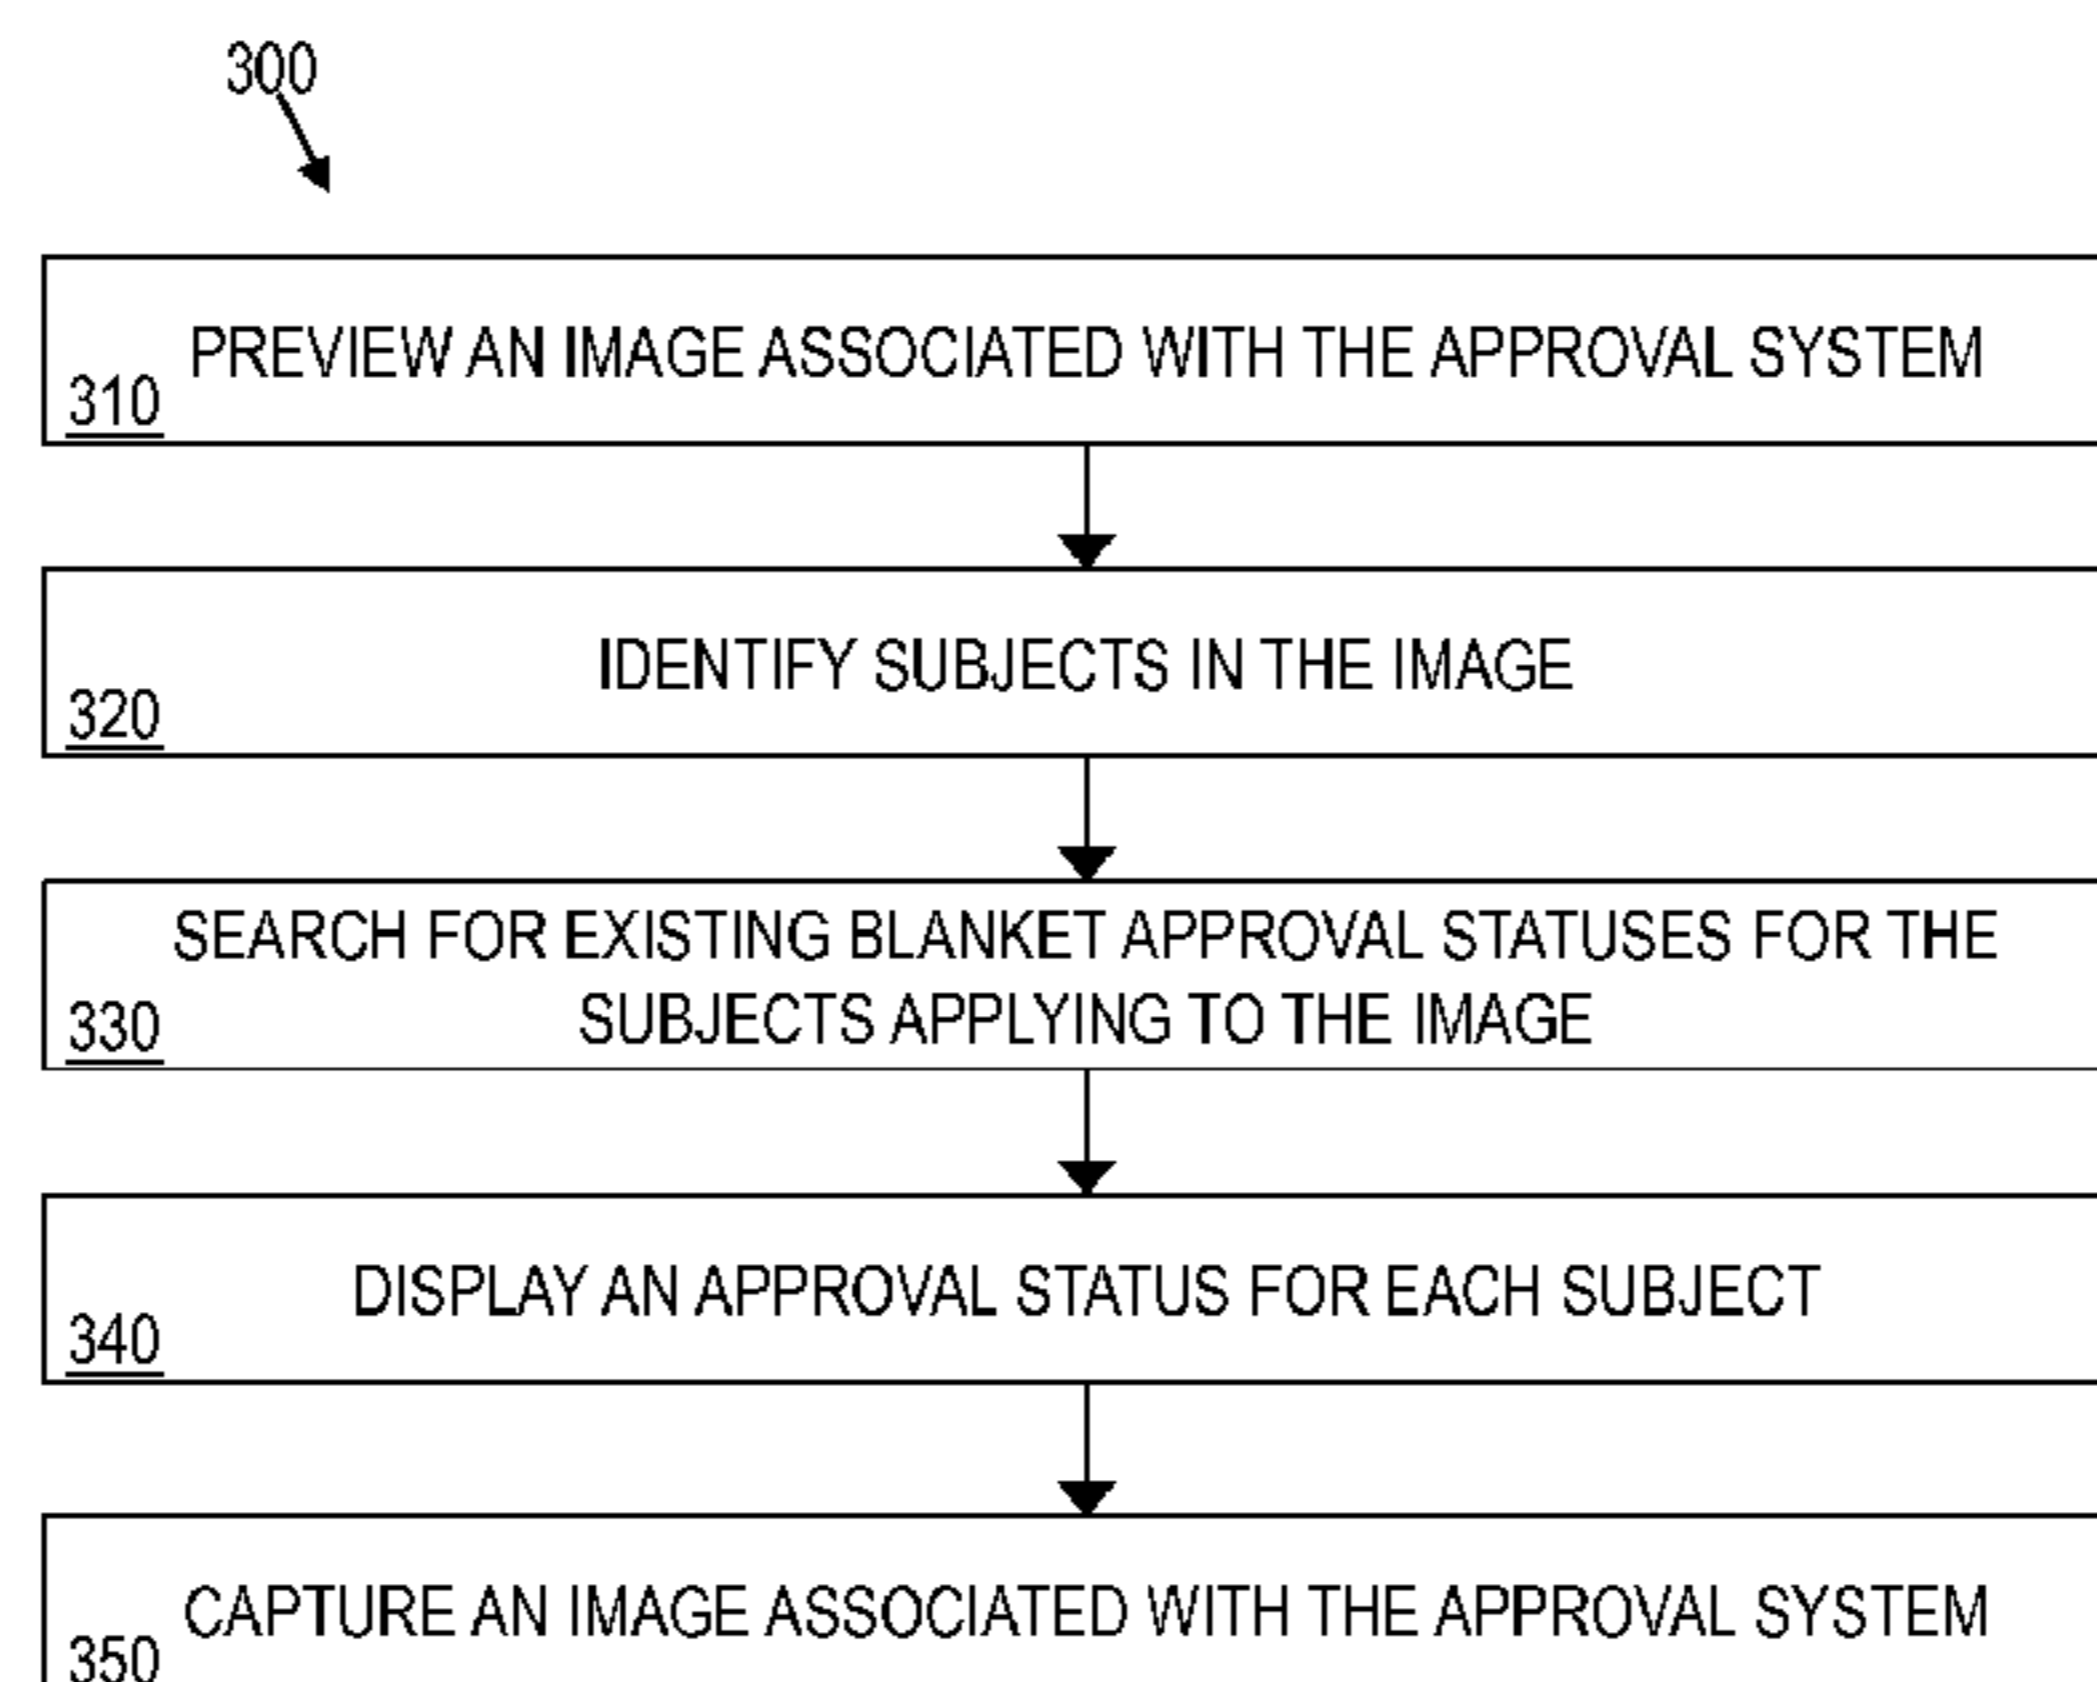 300
PREVIEW AN IMAGE ASSOCIATED WITH THE APPROVAL SYSTEM
310
IDENTIFY SUBJECTS IN THE IMAGE
320
SEARCH FOR EXISTING BLANKET APPROVAL STATUSES FOR THE
SUBJECTS APPLYING TO THE IMAGE
330
DISPLAY AN APPROVAL STATUS FOR EACH SUBJECT
340
CAPTURE AN IMAGE ASSOCIATED WITH THE APPROVAL SYSTEM
350